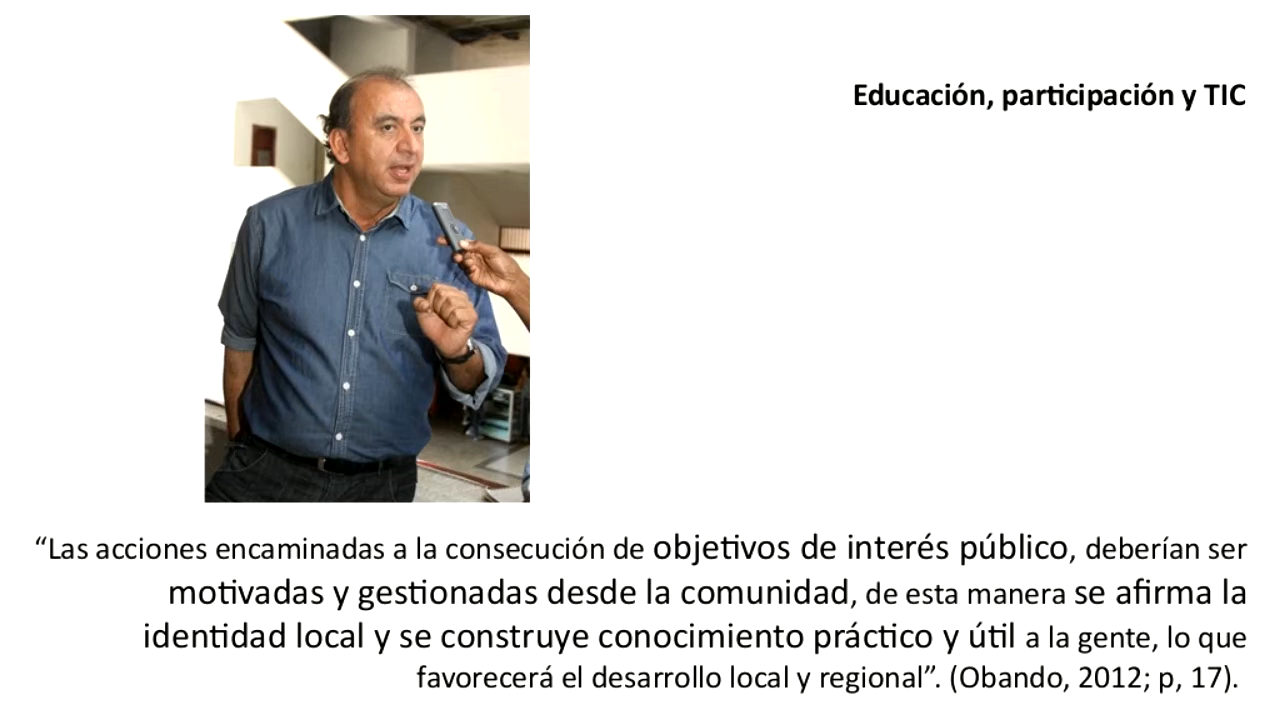 Educación, participación y TIC
“Las acciones encaminadas a la consecución de objetivos de interés público, deberían ser
motivadas y gestionadas desde la comunidad, de esta manera se afirma la
identidad local y se construye conocimiento práctico y útil a la gente, lo que
favorecerá el desarrollo local y regional”. (Obando, 2012; p, 17).